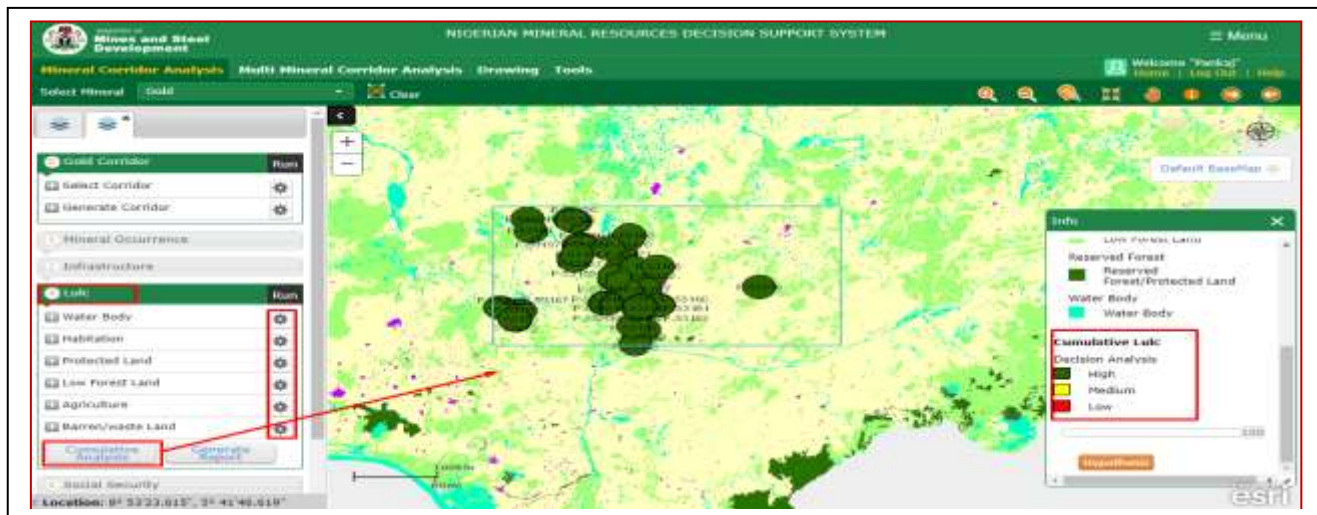 Mines and Steel
Development
NIGERIAN MINERAL RESOURCES DECISION SUPPORT SYSTEM
Menu
Mineral Corridor Analysis Multi Mineral Corridor Analysis Drawing Tools
Welcome "Pankaj"
Home | Log Out | Help
Select Mineral Gold Clear
Gold Corridor Run
Select Corridor
Generate Corridor
Mineral Occurrence
Infrastructure
Lulc Run
Water Body
Habitation
Protected Land
Low Forest Land
Agriculture
Barren/waste Land
Cumulative Analysis
Generate Report
Social Security
+
−
Default BaseMap
Info
Low Forest Land
Reserved Forest
Reserved
Forest/Protected Land
Water Body
Water Body
Cumulative Lulc
Decision Analysis
High
Medium
Low
100
Hypothesis
esri